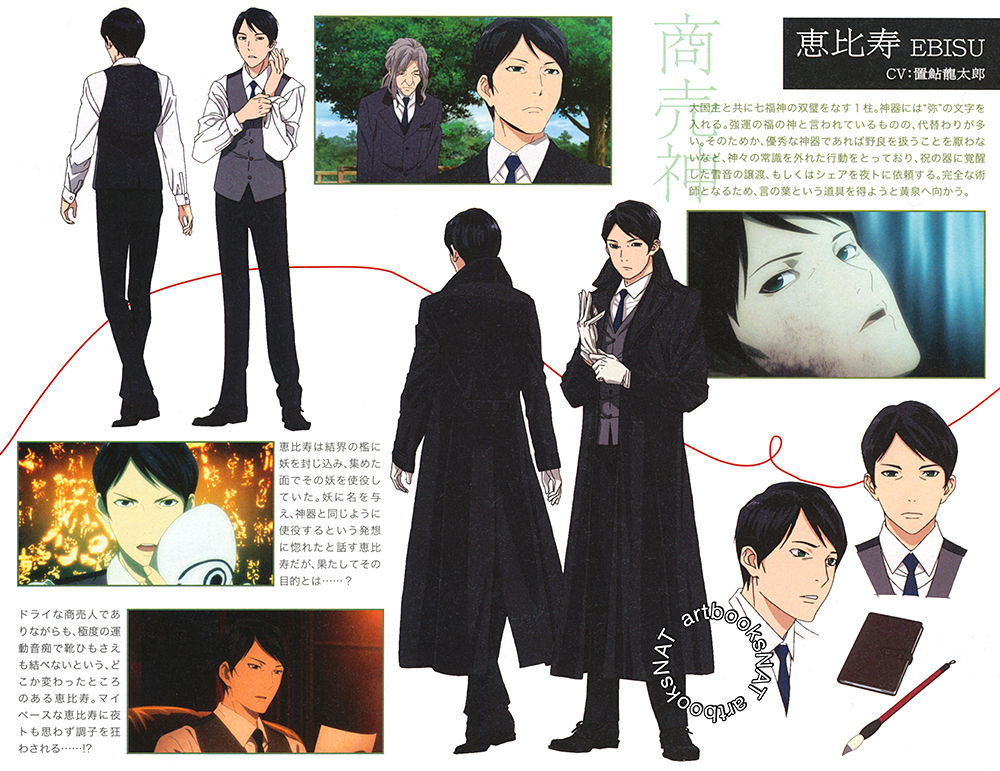 恵比寿 EBISU
CV:置鮎龍太郎
商売神
大国主と共に七福神の双璧をなす1柱。神器には“弥”の文字を
入れる。強運の福の神と言われているものの、代替わりが多
い。そのためか、優秀な神器であれば野良を扱うことを厭わな
いなど、神々の常識を外れた行動をとっており、祝の器に覚醒
した雪音の譲渡、もしくはシェアを夜トに依頼する。完全な術
師となるため、言の葉という道具を得ようと黄泉へ向かう。
恵比寿は結界の檻に
妖を封じ込み、集めた
面でその妖を使役し
ていた。妖に名を与
え、神器と同じように
使役するという発想
に惚れたと話す恵比
寿だが、果たしてその
目的とは……?
ドライな商売人であ
りながらも、極度の運
動音痴で靴ひもさえ
も結べないという、ど
こか変わったところ
のある恵比寿。マイ
ペースな恵比寿に夜
トも思わず調子を狂
わされる……!?
artbooksNAT artbooksNAT